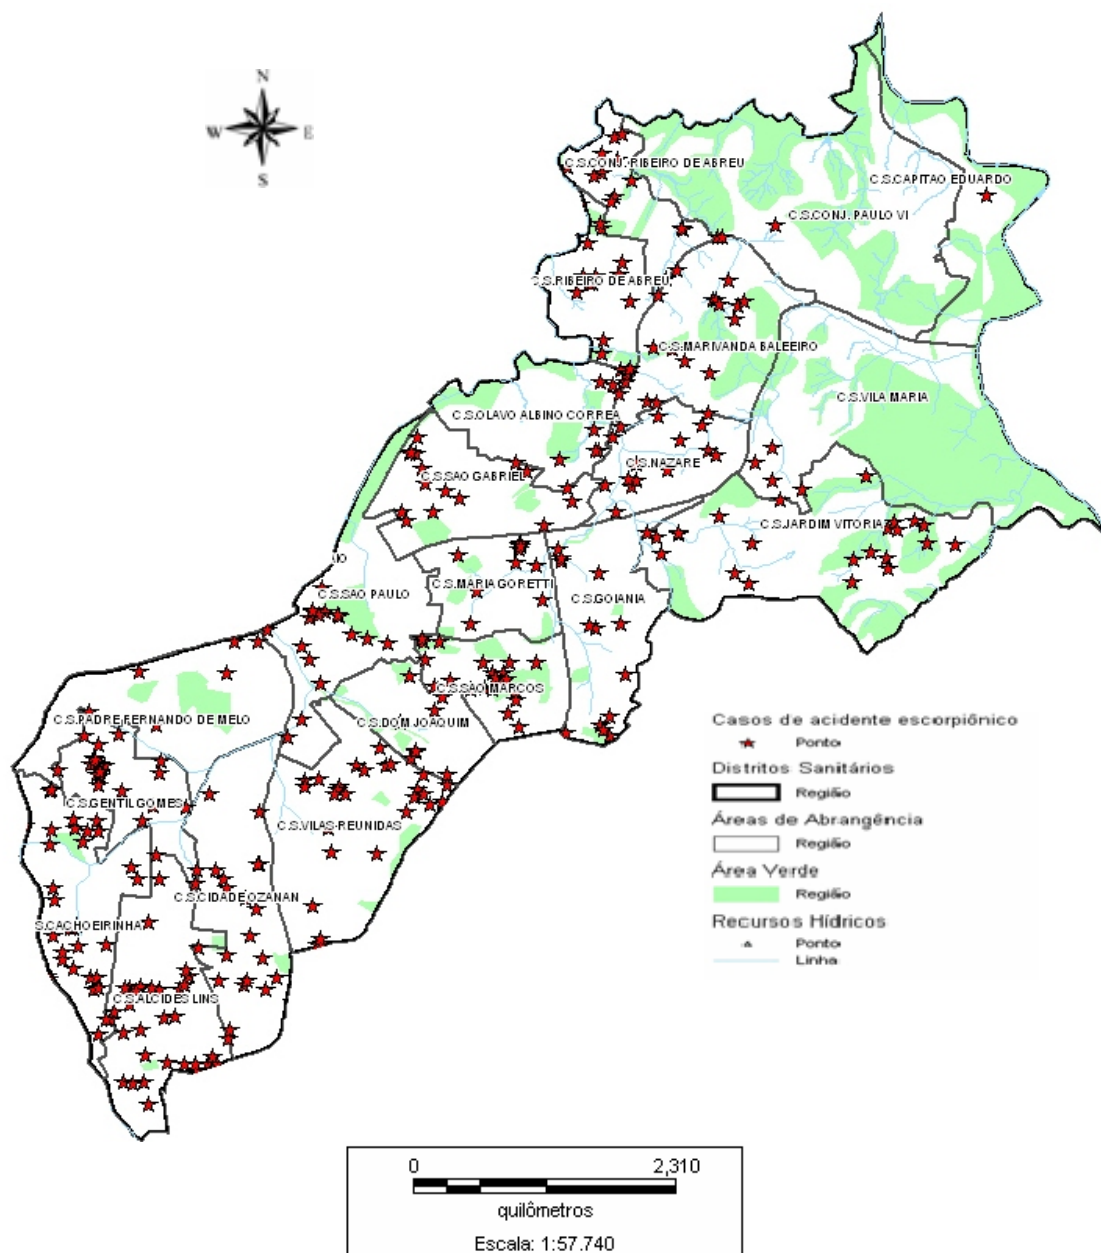 N
W E
S
C.S.CONJ. RIBEIRO DE ABREU
C.S.CAPITAO EDUARDO
C.S.CONJ. PAULO VI
C.S.RIBEIRO DE ABREU
C.S.MARIVANDA BALEEIRO
C.S.VILA MARIA
C.S.OLAVO ALBINO CORREA
C.S.NAZARE
C.S.SAO GABRIEL
C.S.JARDIM VITORIA
IO
C.S.MARIA GORETTI
C.S.SAO PAULO
C.S.GOIANIA
C.S.SAO MARCOS
C.S.PADRE FERNANDO DE MELO
C.S.DOM JOAQUIM
Casos de acidente escorpiônico
Ponto
Distritos Sanitários
Região
C.S.GENTIL GOMES
Áreas de Abrangência
C.S.VILAS REUNIDAS
Região
Área Verde
Região
C.S.CIDADE OZANAN
Recursos Hídricos
S.CACHOEIRINHA
Ponto
Linha
C.S.ALCIDES LINS
0 2,310
quilômetros
Escala: 1:57.740